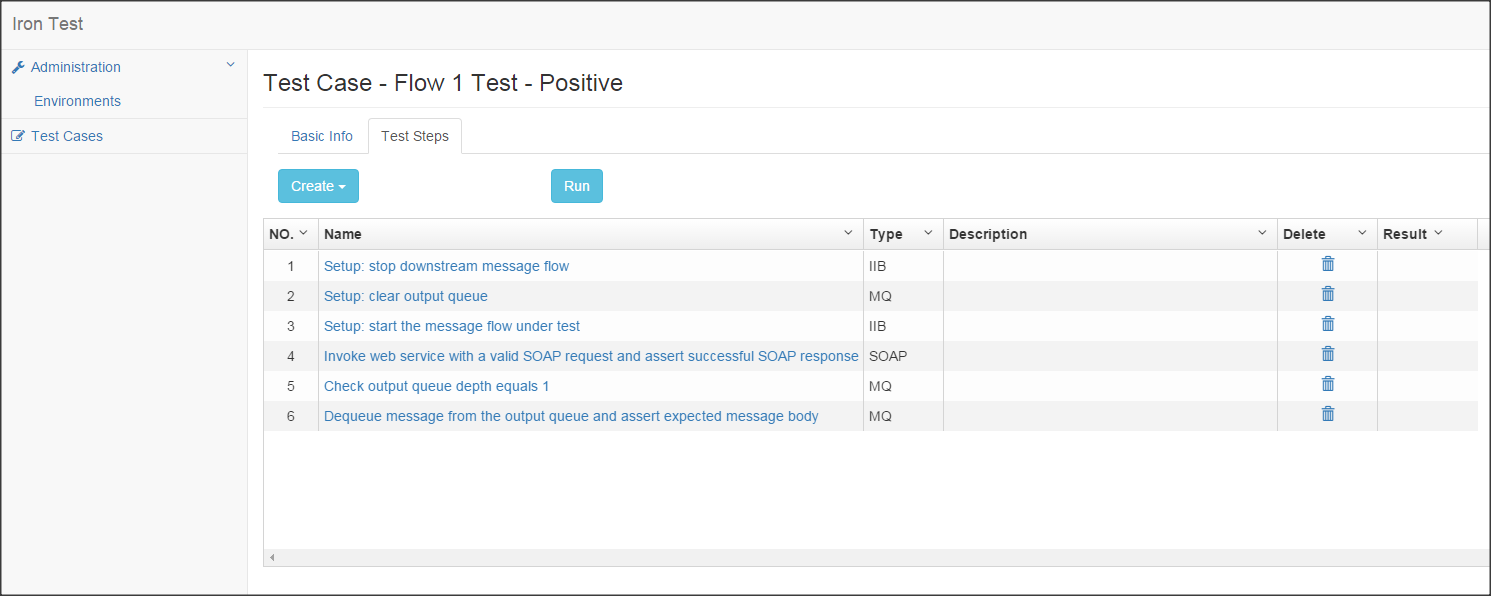 Iron Test
Administration
Environments
Test Cases
Test Case - Flow 1 Test - Positive
Basic Info Test Steps
Create Run
NO. Name Type Description Delete Result
1 Setup: stop downstream message flow IIB
2 Setup: clear output queue MQ
3 Setup: start the message flow under test IIB
4 Invoke web service with a valid SOAP request and assert successful SOAP response SOAP
5 Check output queue depth equals 1 MQ
6 Dequeue message from the output queue and assert expected message body MQ